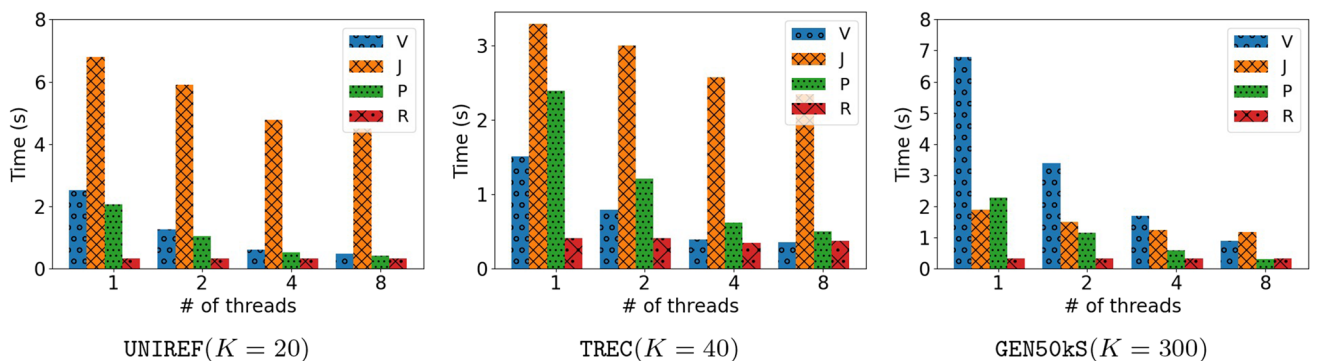 8
6
4
2
0
Time (s)
V
J
P
R
1 2 4 8
# of threads
UNIREF(K = 20)
3
2
1
0
Time (s)
V
J
P
R
1 2 4 8
# of threads
TREC(K = 40)
8
7
6
5
4
3
2
1
0
Time (s)
V
J
P
R
1 2 4 8
# of threads
GEN50kS(K = 300)